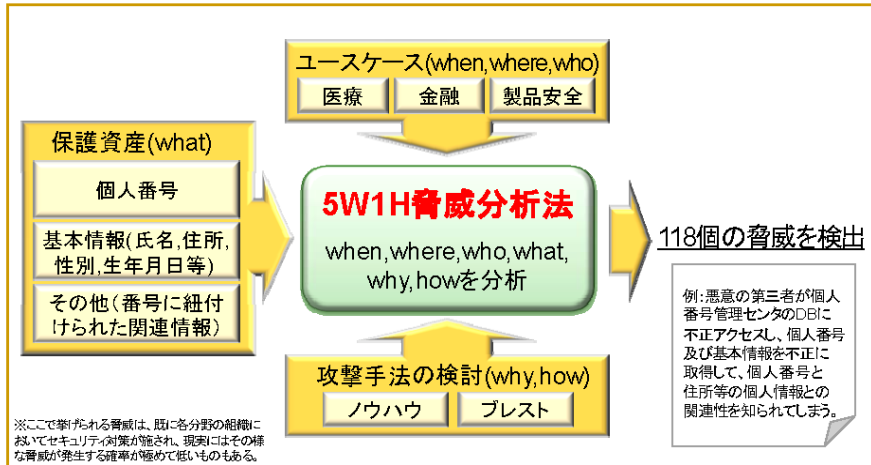 ユースケース(when,where,who)
医療
金融
製品安全
保護資産(what)
個人番号
基本情報(氏名,住所,
性別,生年月日等)
その他(番号に紐付
けられた関連情報)
5W1H脅威分析法
when,where,who,what,
why,howを分析
攻撃手法の検討(why,how)
ノウハウ
ブレスト
118個の脅威を検出
例:悪意の第三者が個人
番号管理センタのDBに
不正アクセスし、個人番号
及び基本情報を不正に
取得して、個人番号と
住所等の個人情報との
関連性を知られてしまう。
※ここで挙げられる脅威は、既に各分野の組織に
おいてセキュリティ対策が施され、現実にはその様
な脅威が発生する確率が極めて低いものもある。